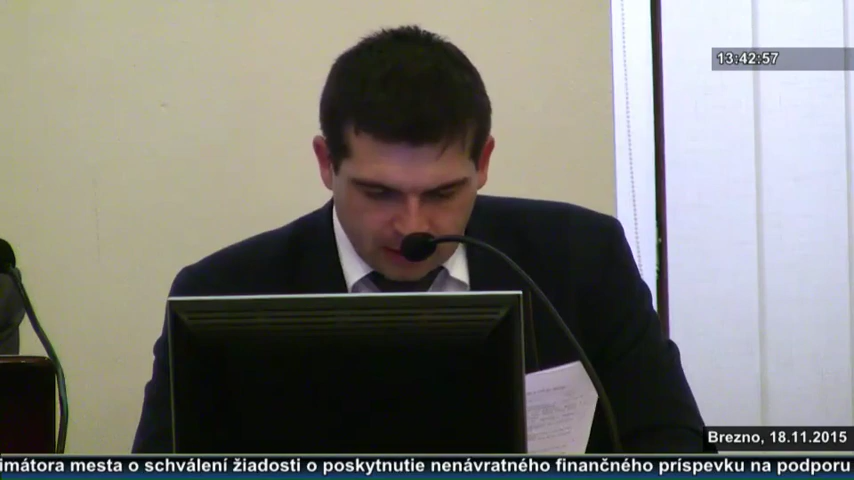 13:42:57
Brezno, 18.11.2015
imátora mesta o schválení žiadosti o poskytnutie nenávratného finančného príspevku na podporu